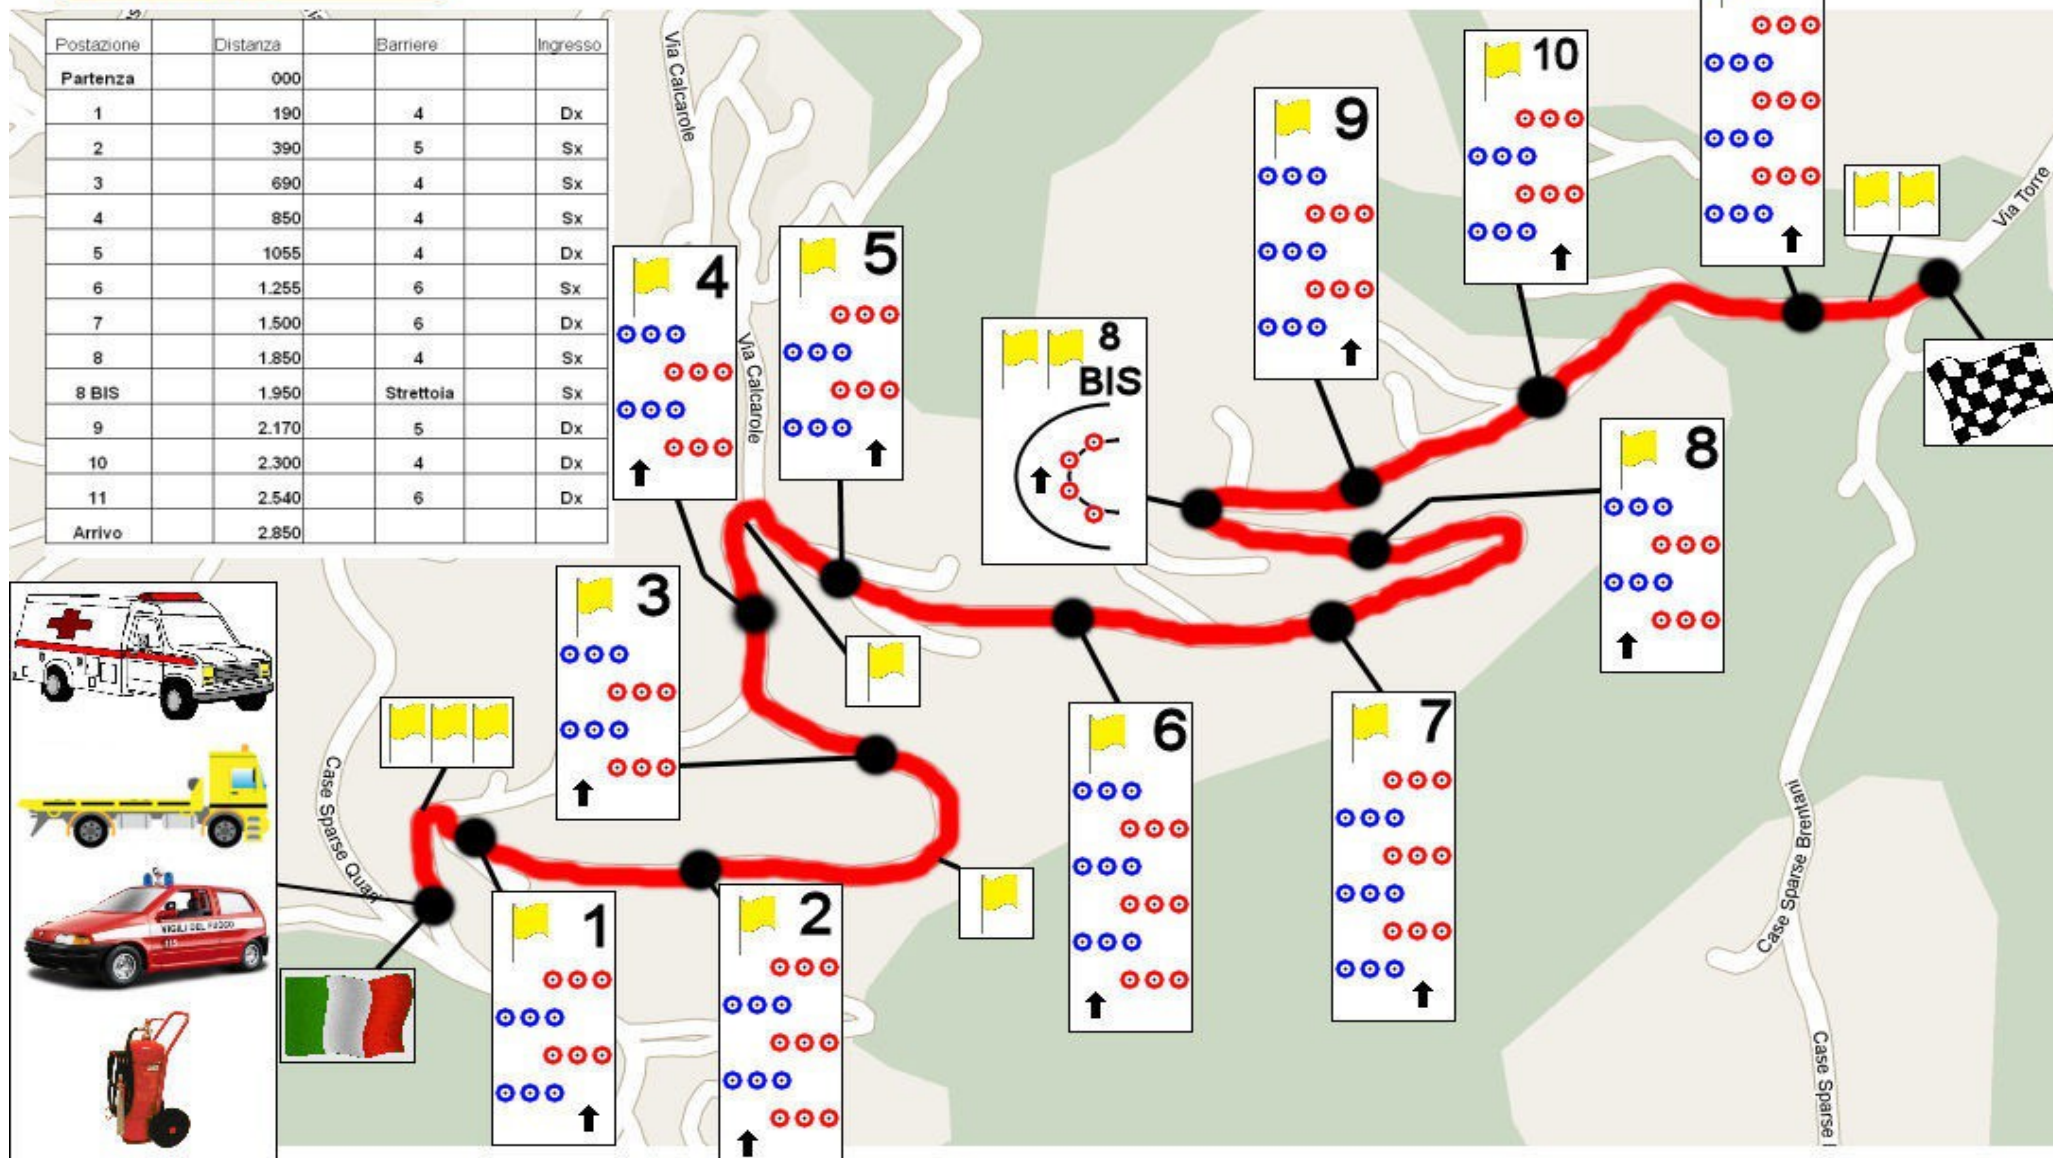 Postazione Distanza Barriere Ingresso
Partenza 000
1 190 4 Dx
2 390 5 Sx
3 690 4 Sx
4 850 4 Sx
5 1055 4 Dx
6 1.255 6 Sx
7 1.500 6 Dx
8 1.850 4 Sx
8 BIS 1.950 Strettoia Sx
9 2.170 5 Dx
10 2.300 4 Dx
11 2.540 6 Dx
Arrivo 2.850
Via Calcarole
Via Calcarole
4
5
8
BIS
9
10
Via Torre
8
3
6
7
1
2
Case Sparse Brentani
Case Sparse
VIGILI DEL FUOCO
115